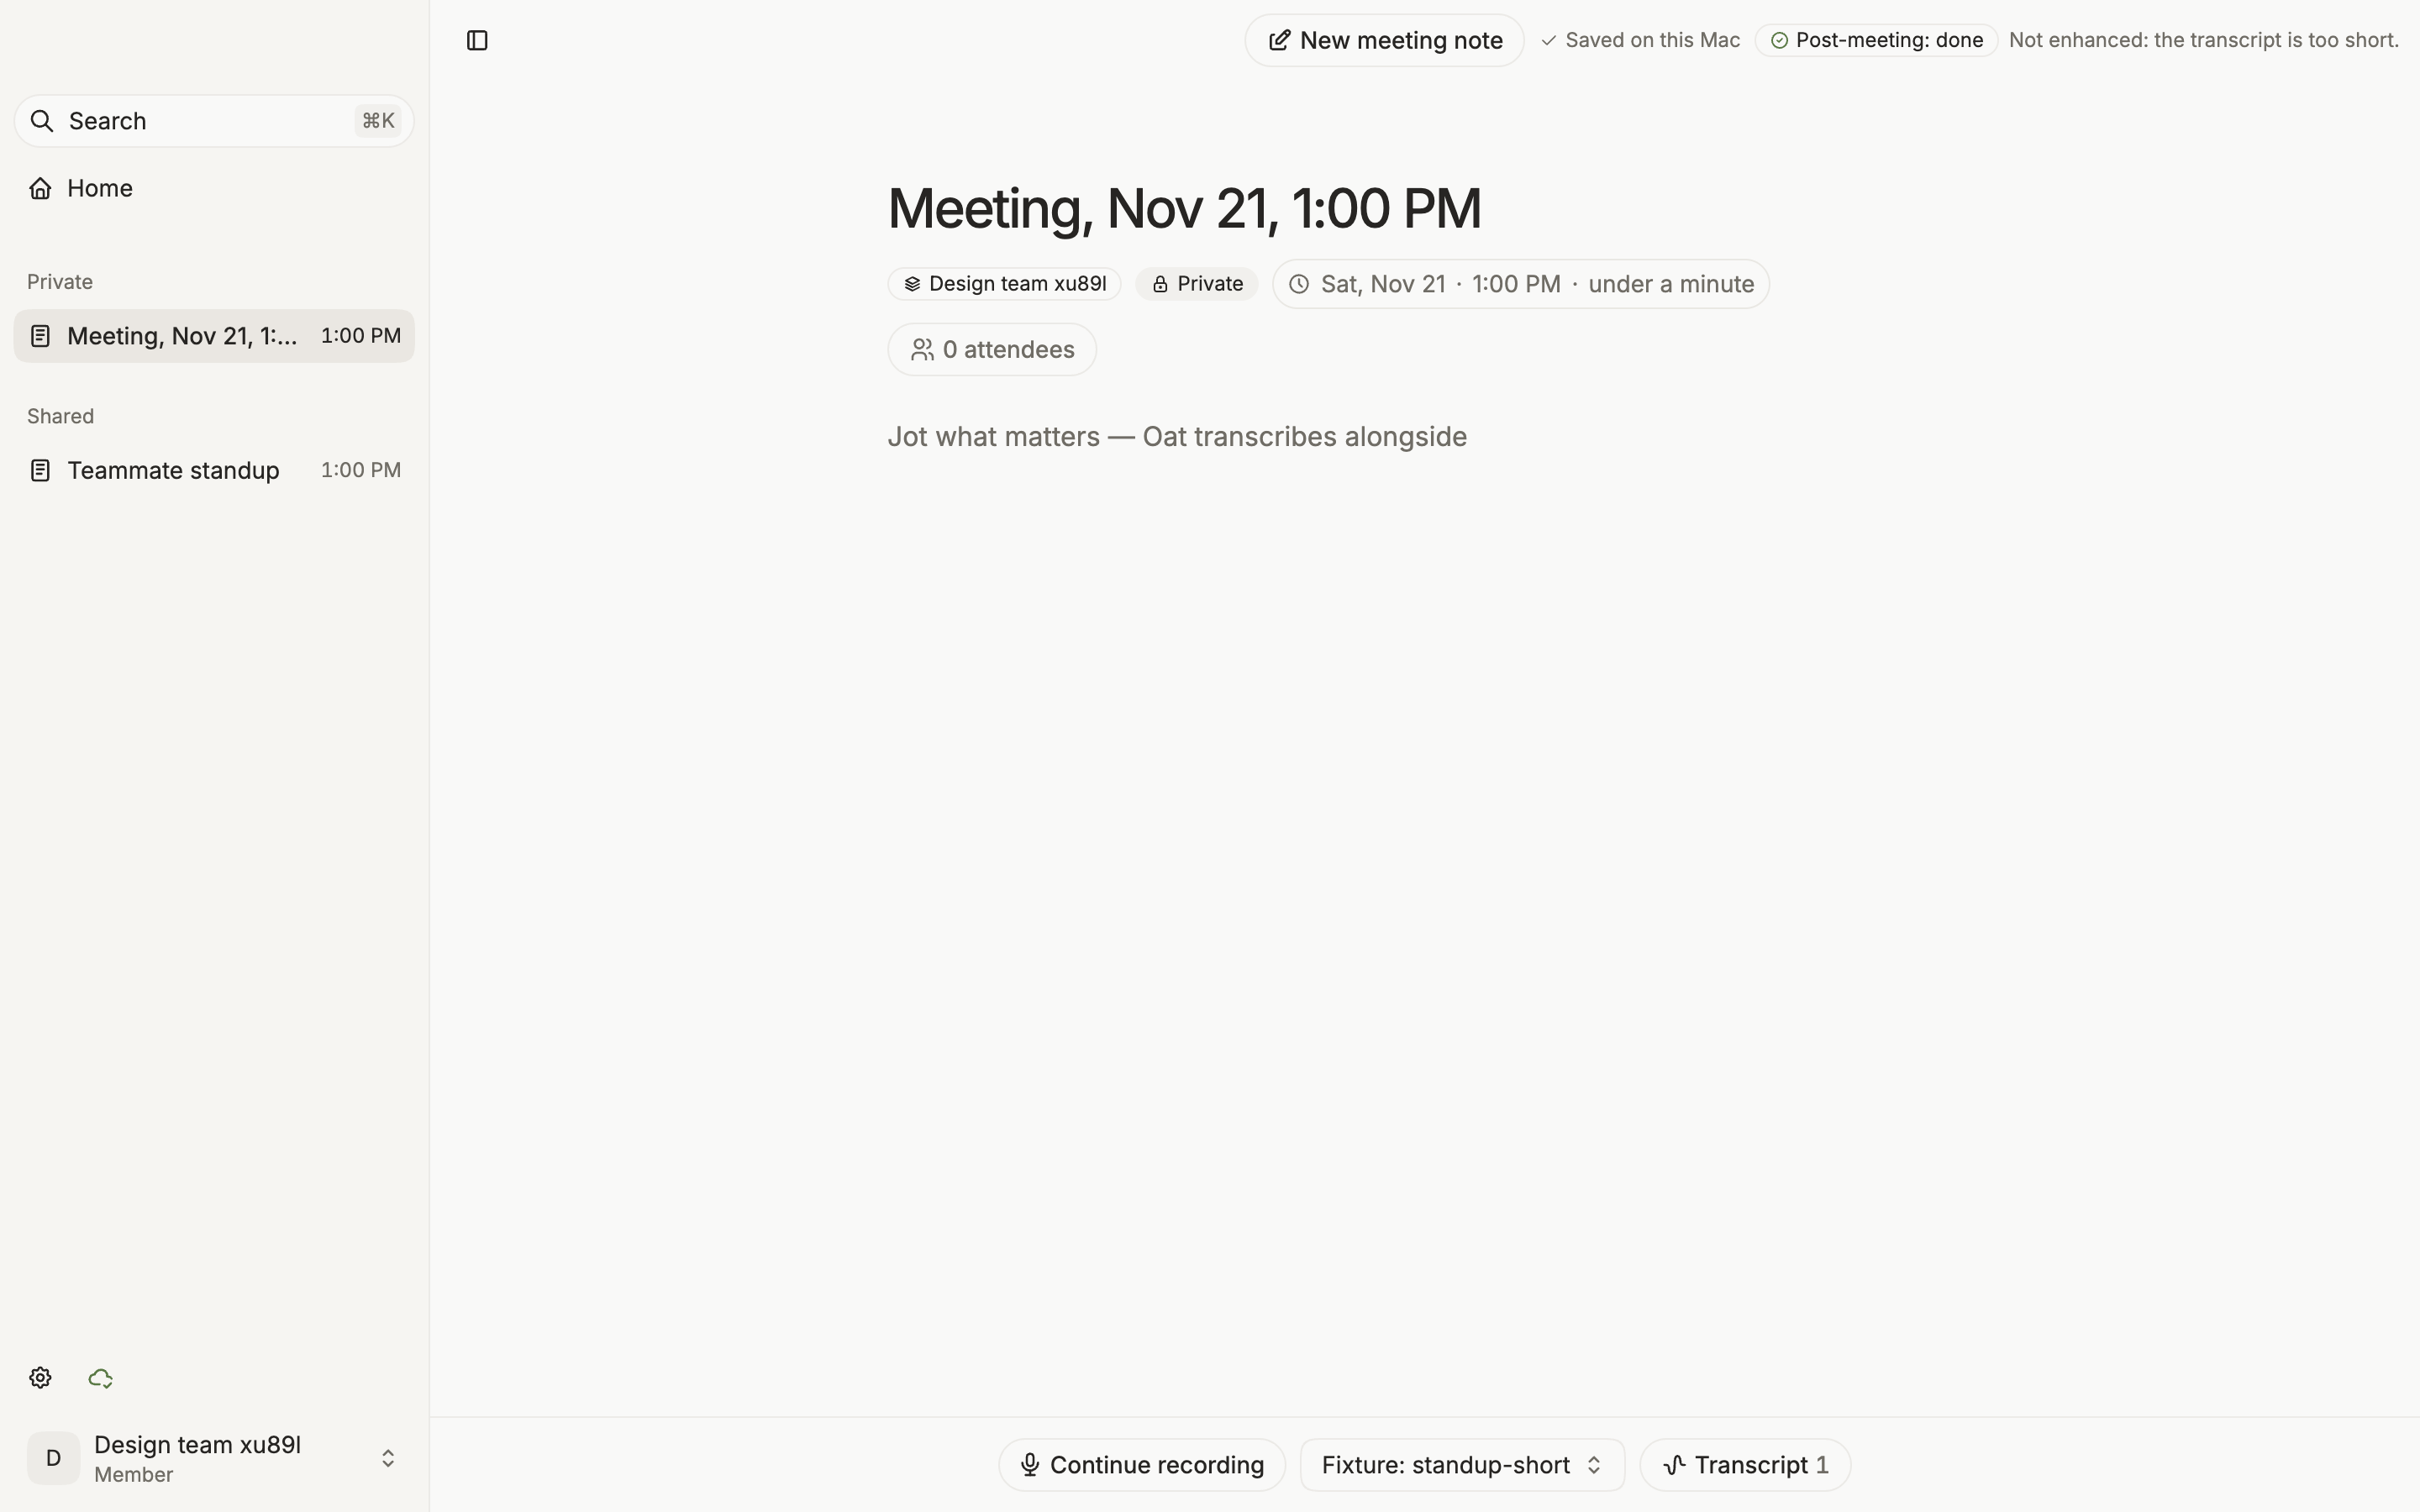 New meeting note
Saved on this Mac
Post-meeting: done
Not enhanced: the transcript is too short.
Search
⌘K
Home
Private
Meeting, Nov 21, 1:... 1:00 PM
Shared
Teammate standup 1:00 PM
Meeting, Nov 21, 1:00 PM
Design team xu89l
Private
Sat, Nov 21 · 1:00 PM · under a minute
0 attendees
Jot what matters — Oat transcribes alongside
D
Design team xu89l
Member
Continue recording
Fixture: standup-short
Transcript 1